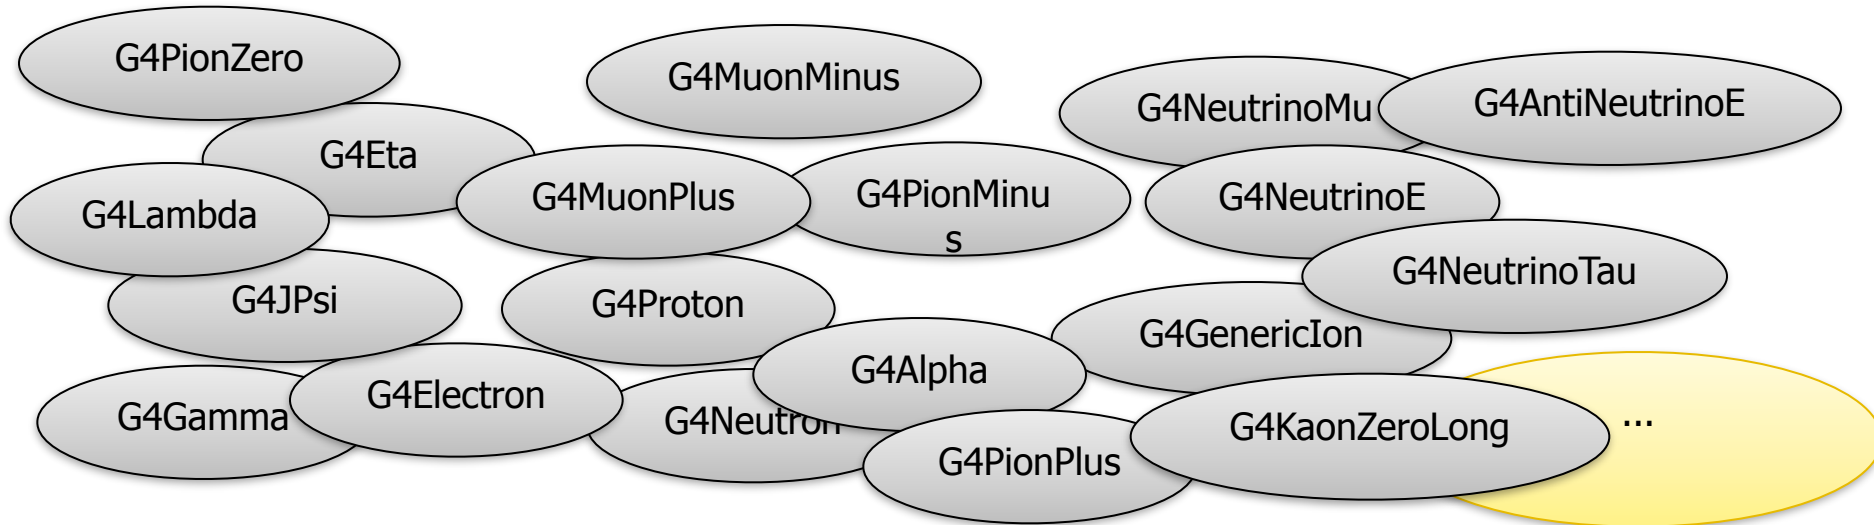 G4PionZero
G4MuonMinus
G4NeutrinoMu
G4AntiNeutrinoE
G4Eta
G4Lambda
G4MuonPlus
G4PionMinu
s
G4NeutrinoE
G4JPsi
G4Proton
G4NeutrinoTau
G4GenericIon
G4Gamma
G4Electron
G4Neutron
G4Alpha
G4PionPlus
G4KaonZeroLong
...